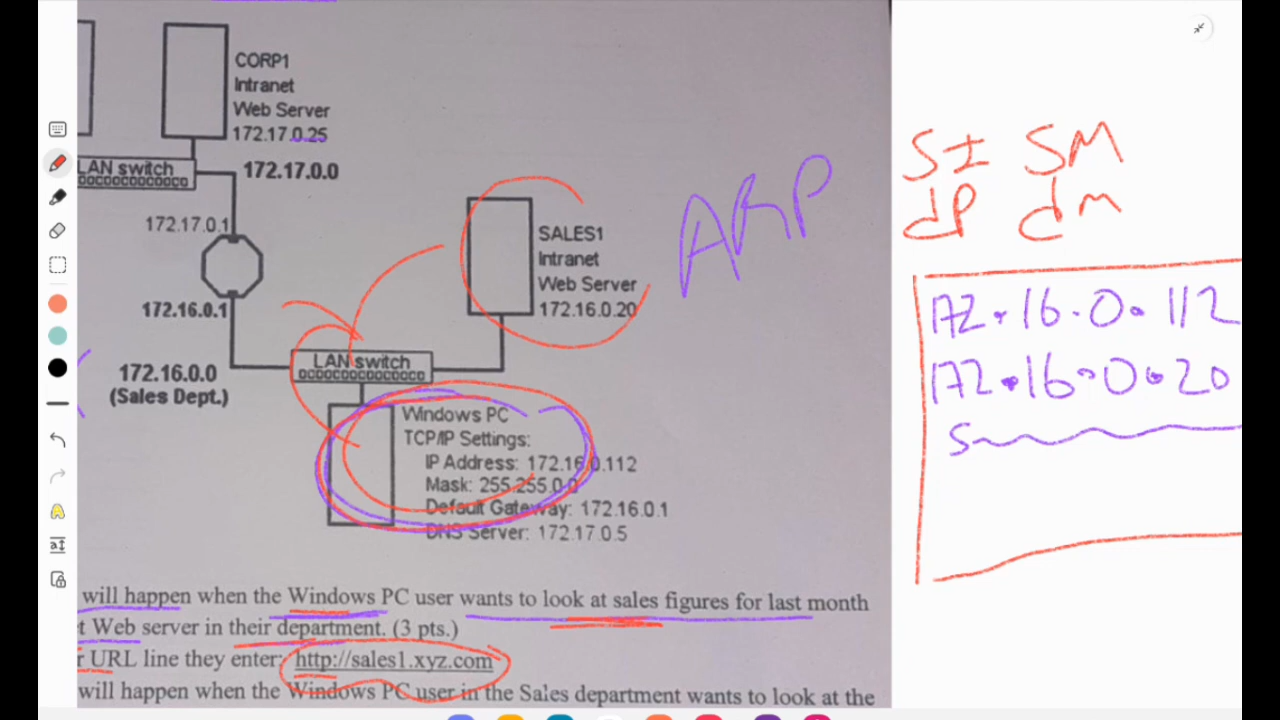 CORP1
Intranet
Web Server
172.17.0.25
LAN switch
172.17.0.0
172.17.0.1
172.16.0.1
172.16.0.0
(Sales Dept.)
SALES1
Intranet
Web Server
172.16.0.20
ARP
LAN switch
Windows PC
TCP/IP Settings:
IP Address: 172.16.0.112
Mask: 255.255.0.0
Default Gateway: 172.16.0.1
DNS Server: 172.17.0.5
will happen when the Windows PC user wants to look at sales figures for last month
t Web server in their department. (3 pts.)
r URL line they enter: http://sales1.xyz.com
will happen when the Windows PC user in the Sales department wants to look at the
SI SM
dP dm
172.16.0.112
172.16.0.20